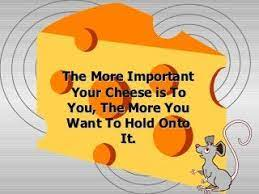 The More Important
Your Cheese is To
You, The More You
Want To Hold Onto
It.